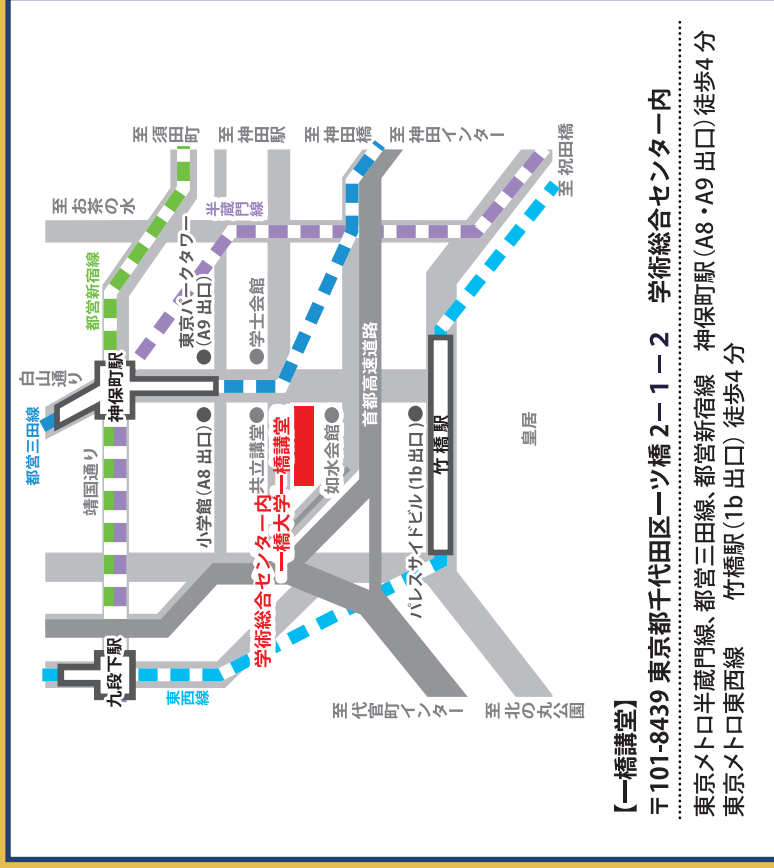 都営三田線
白山通り
至お茶の水
九段下駅
靖国通り
神保町駅
都営新宿線
至須田町
東西線
小学館(A8 出口)
東京パークタワー
(A9 出口)
半蔵門線
至神田駅
学術総合センター内
一橋大学一橋講堂
共立講堂
学士会館
如水会館
至神田橋
至代官町インター
首都高速道路
至神田インター
パレスサイドビル(1b 出口)
竹橋駅
至北の丸公園
皇居
至祝田橋
【一橋講堂】
〒101-8439 東京都千代田区一ツ橋2−1−2 学術総合センター内
東京メトロ半蔵門線、都営三田線、都営新宿線 神保町駅(A8・A9 出口)徒歩4 分
東京メトロ東西線 竹橋駅(1b 出口) 徒歩4 分